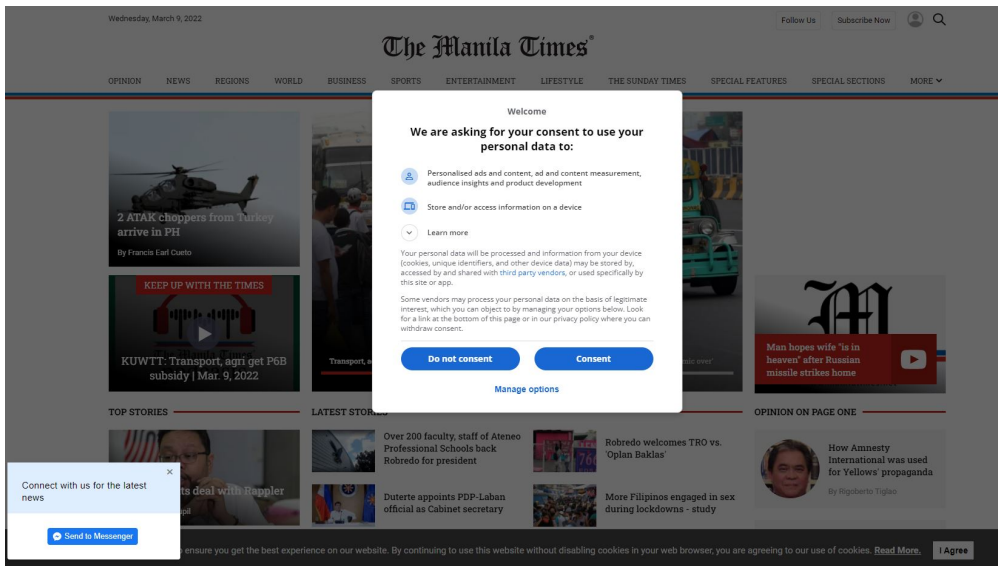 Wednesday, March 9, 2022
Follow Us
Subscribe Now
The Manila Times®
OPINION NEWS REGIONS WORLD BUSINESS SPORTS ENTERTAINMENT LIFESTYLE THE SUNDAY TIMES SPECIAL FEATURES SPECIAL SECTIONS MORE
Welcome
We are asking for your consent to use your
personal data to:
Personalised ads and content, ad and content measurement,
audience insights and product development
Store and/or access information on a device
Learn more
Your personal data will be processed and information from your device
(cookies, unique identifiers, and other device data) may be stored by,
accessed by and shared with third party vendors, or used specifically by
this site or app.
Some vendors may process your personal data on the basis of legitimate
interest, which you can object to by managing your options below. Look
for a link at the bottom of this page or in our privacy policy where you can
withdraw consent.
Do not consent
Consent
Manage options
2 ATAK choppers from Turkey
arrive in PH
By Francis Earl Cueto
KEEP UP WITH THE TIMES
KUWTT: Transport, agri get P6B
subsidy | Mar. 9, 2022
Transport, a
mic over'
Man hopes wife "is in
heaven" after Russian
missile strikes home
TOP STORIES
LATEST STOR
OPINION ON PAGE ONE
ts deal with Rappler
upil
Over 200 faculty, staff of Ateneo
Professional Schools back
Robredo for president
Duterte appoints PDP-Laban
official as Cabinet secretary
Robredo welcomes TRO vs.
'Oplan Baklas'
More Filipinos engaged in sex
during lockdowns - study
How Amnesty
International was used
for Yellows' propaganda
By Rigoberto Tiglao
Connect with us for the latest
news
Send to Messenger
ensure you get the best experience on our website. By continuing to use this website without disabling cookies in your web browser, you are agreeing to our use of cookies. Read More.
I Agree